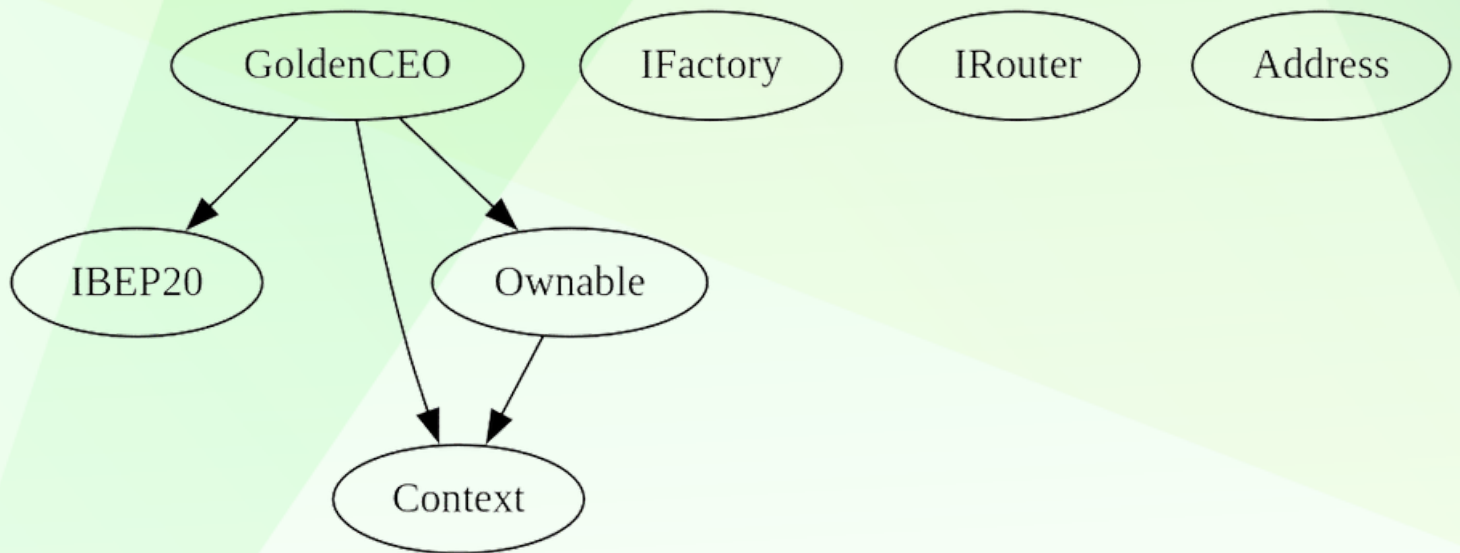 GoldenCEO
IFactory
IRouter
Address
IBEP20
Ownable
Context